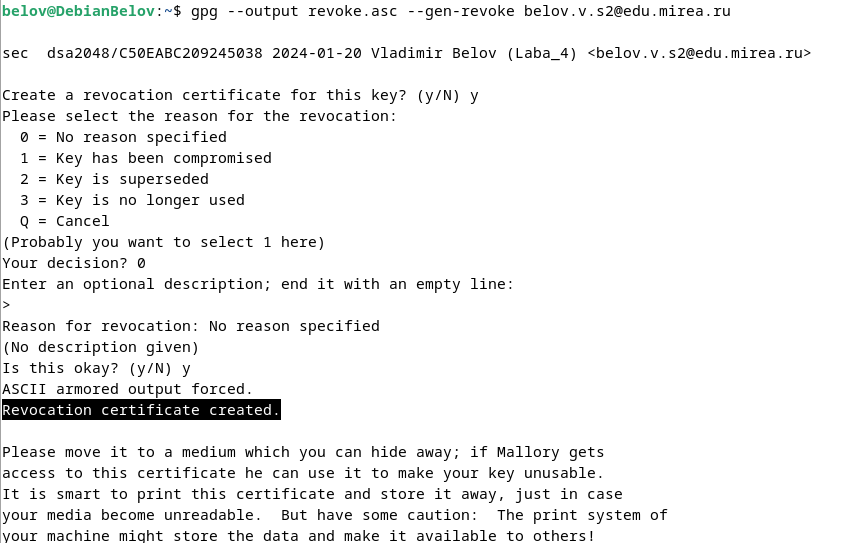 belov@DebianBelov:~$ gpg --output revoke.asc --gen-revoke belov.v.s2@edu.mirea.ru
sec  dsa2048/C50EABC209245038 2024-01-20 Vladimir Belov (Laba_4) <belov.v.s2@edu.mirea.ru>
Create a revocation certificate for this key? (y/N) y
Please select the reason for the revocation:
  0 = No reason specified
  1 = Key has been compromised
  2 = Key is superseded
  3 = Key is no longer used
  Q = Cancel
(Probably you want to select 1 here)
Your decision? 0
Enter an optional description; end it with an empty line:
>
Reason for revocation: No reason specified
(No description given)
Is this okay? (y/N) y
ASCII armored output forced.
Revocation certificate created.
Please move it to a medium which you can hide away; if Mallory gets
access to this certificate he can use it to make your key unusable.
It is smart to print this certificate and store it away, just in case
your media become unreadable.  But have some caution:  The print system of
your machine might store the data and make it available to others!